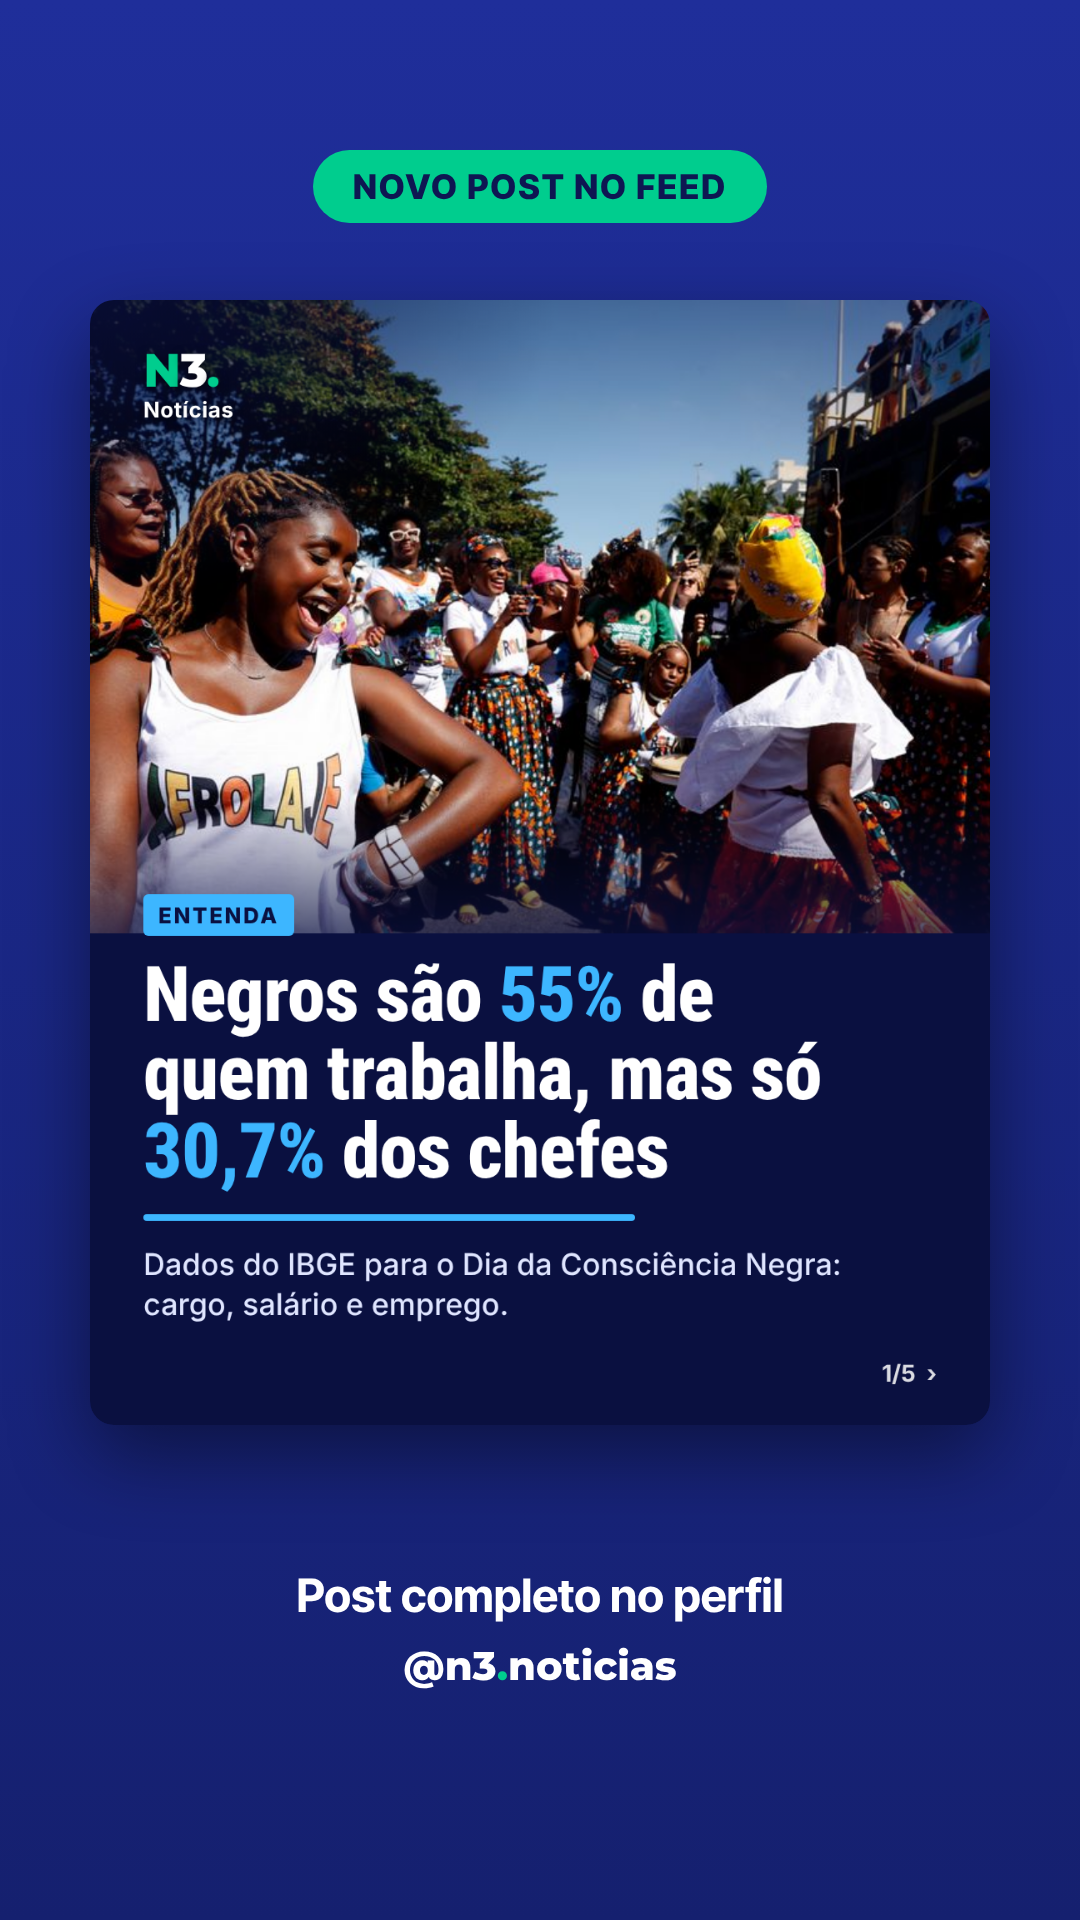 NOVO POST NO FEED
N3.
Notícias
AFROLAJE
ENTENDA
Negros são 55% de
quem trabalha, mas só
30,7% dos chefes
Dados do IBGE para o Dia da Consciência Negra:
cargo, salário e emprego.
1/5 ›
Post completo no perfil
@n3.noticias